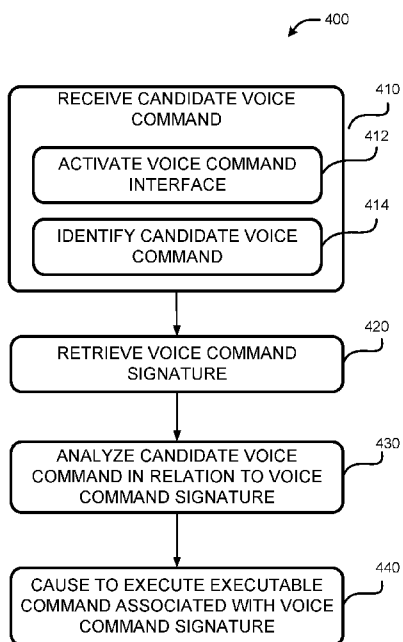 400
RECEIVE CANDIDATE VOICE
COMMAND
410
ACTIVATE VOICE COMMAND
INTERFACE
412
IDENTIFY CANDIDATE VOICE
COMMAND
414
RETRIEVE VOICE COMMAND
SIGNATURE
420
ANALYZE CANDIDATE VOICE
COMMAND IN RELATION TO VOICE
COMMAND SIGNATURE
430
CAUSE TO EXECUTE EXECUTABLE
COMMAND ASSOCIATED WITH VOICE
COMMAND SIGNATURE
440